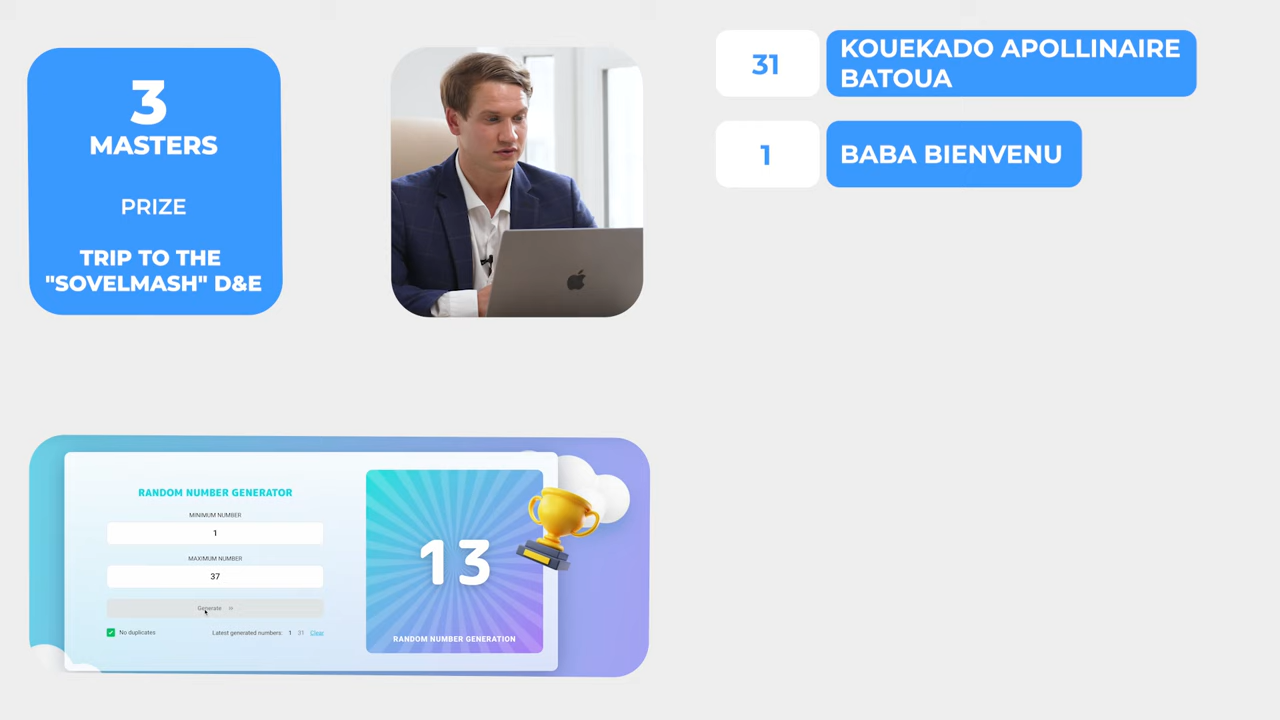 3
MASTERS
PRIZE
TRIP TO THE
"SOVELMASH" D&E
31
KOUEKADO APOLLINAIRE
BATOUA
1
BABA BIENVENU
RANDOM NUMBER GENERATOR
MINIMUM NUMBER
1
MAXIMUM NUMBER
37
Generate
No duplicates
Latest generated numbers: 1 31 Clear
13
RANDOM NUMBER GENERATION